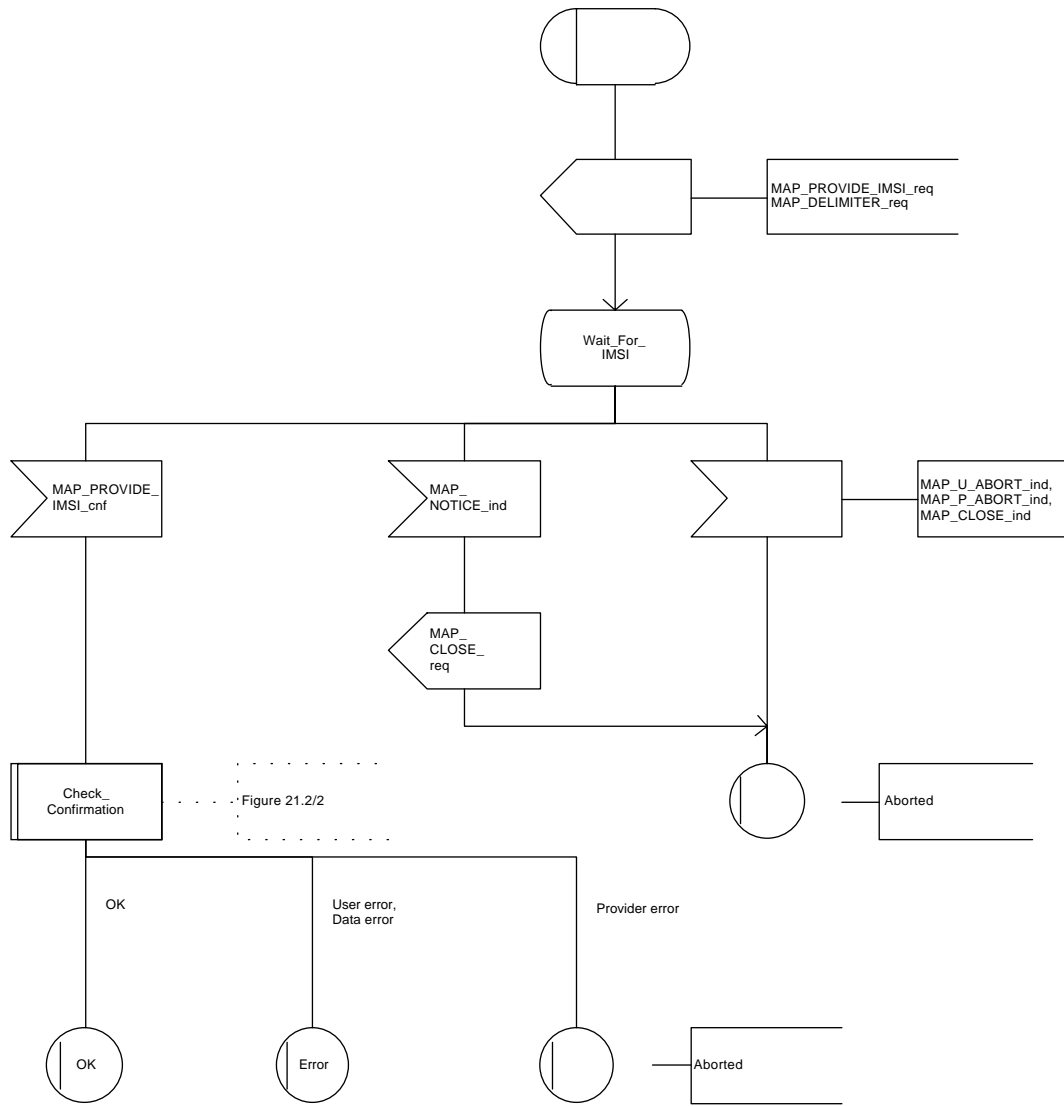 MAP_PROVIDE_IMSI_req
MAP_DELIMITER_req
Wait_For_
IMSI
MAP_PROVIDE_
IMSI_cnf
MAP_
NOTICE_ind
MAP_U_ABORT_ind,
MAP_P_ABORT_ind,
MAP_CLOSE_ind
MAP_
CLOSE_
req
Check_
Confirmation
Figure 21.2/2
Aborted
OK
User error,
Data error
Provider error
OK
Error
Aborted